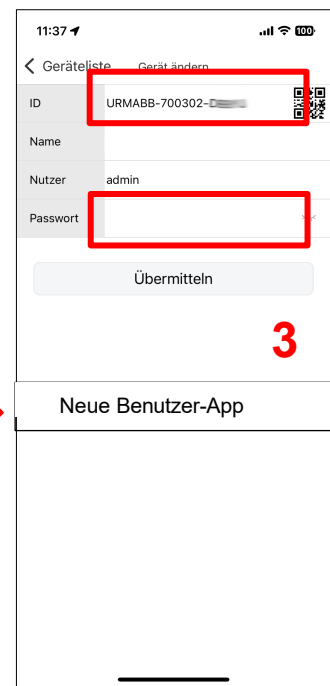 11:37 100
Geräteliste Gerät ändern
ID URMABB-700302-D
Name
Nutzer admin
Passwort
Übermitteln
3
Neue Benutzer-App